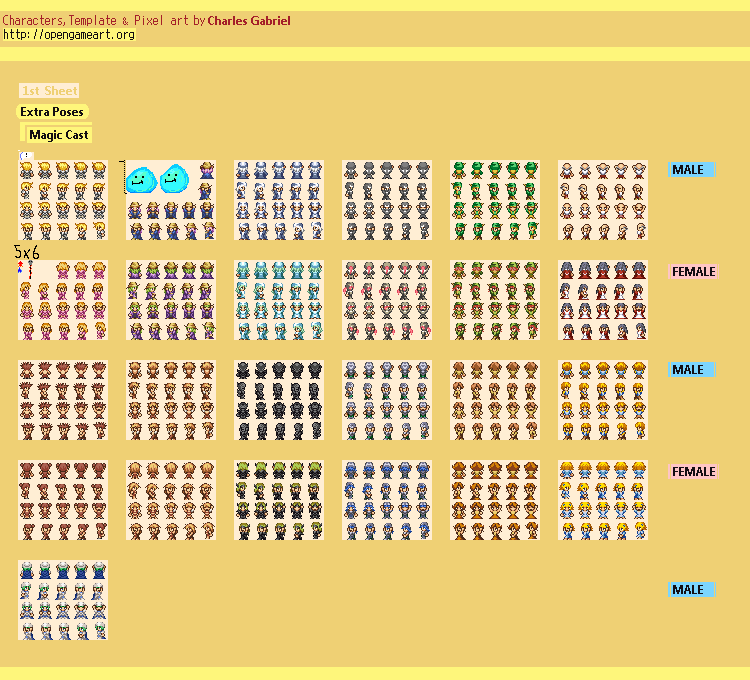 Characters, Template & Pixel art by Charles Gabriel
http://opengameart.org
1st Sheet
Extra Poses
Magic Cast
MALE
5x6
FEMALE
MALE
FEMALE
MALE